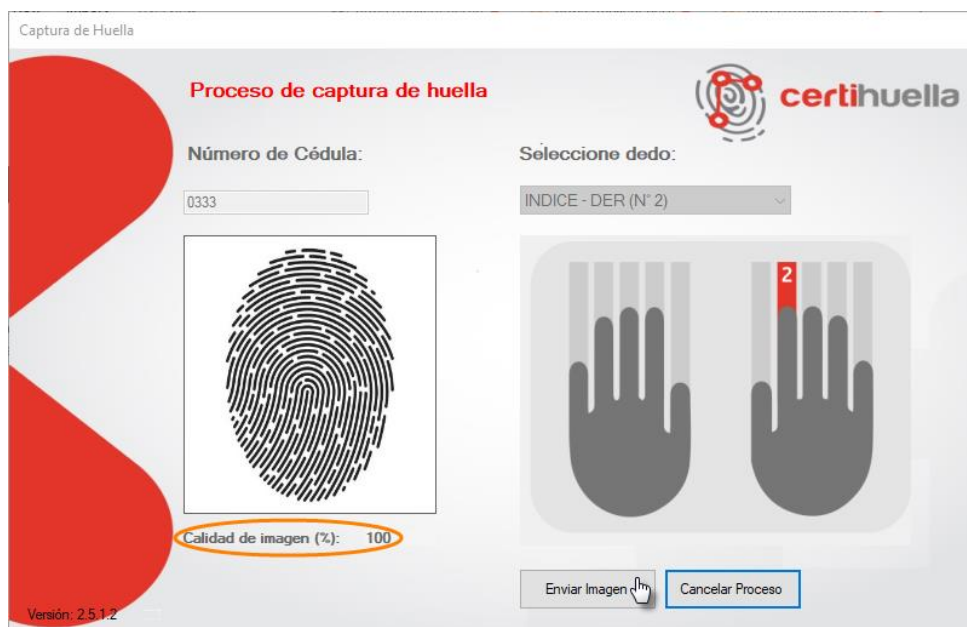 Captura de Huella
Proceso de captura de huella
certihuella
Número de Cédula:
Seleccione dedo:
0333
INDICE - DER (N° 2)
2
Calidad de imagen (%): 100
Enviar Imagen
Cancelar Proceso
Versión: 2.5.1.2